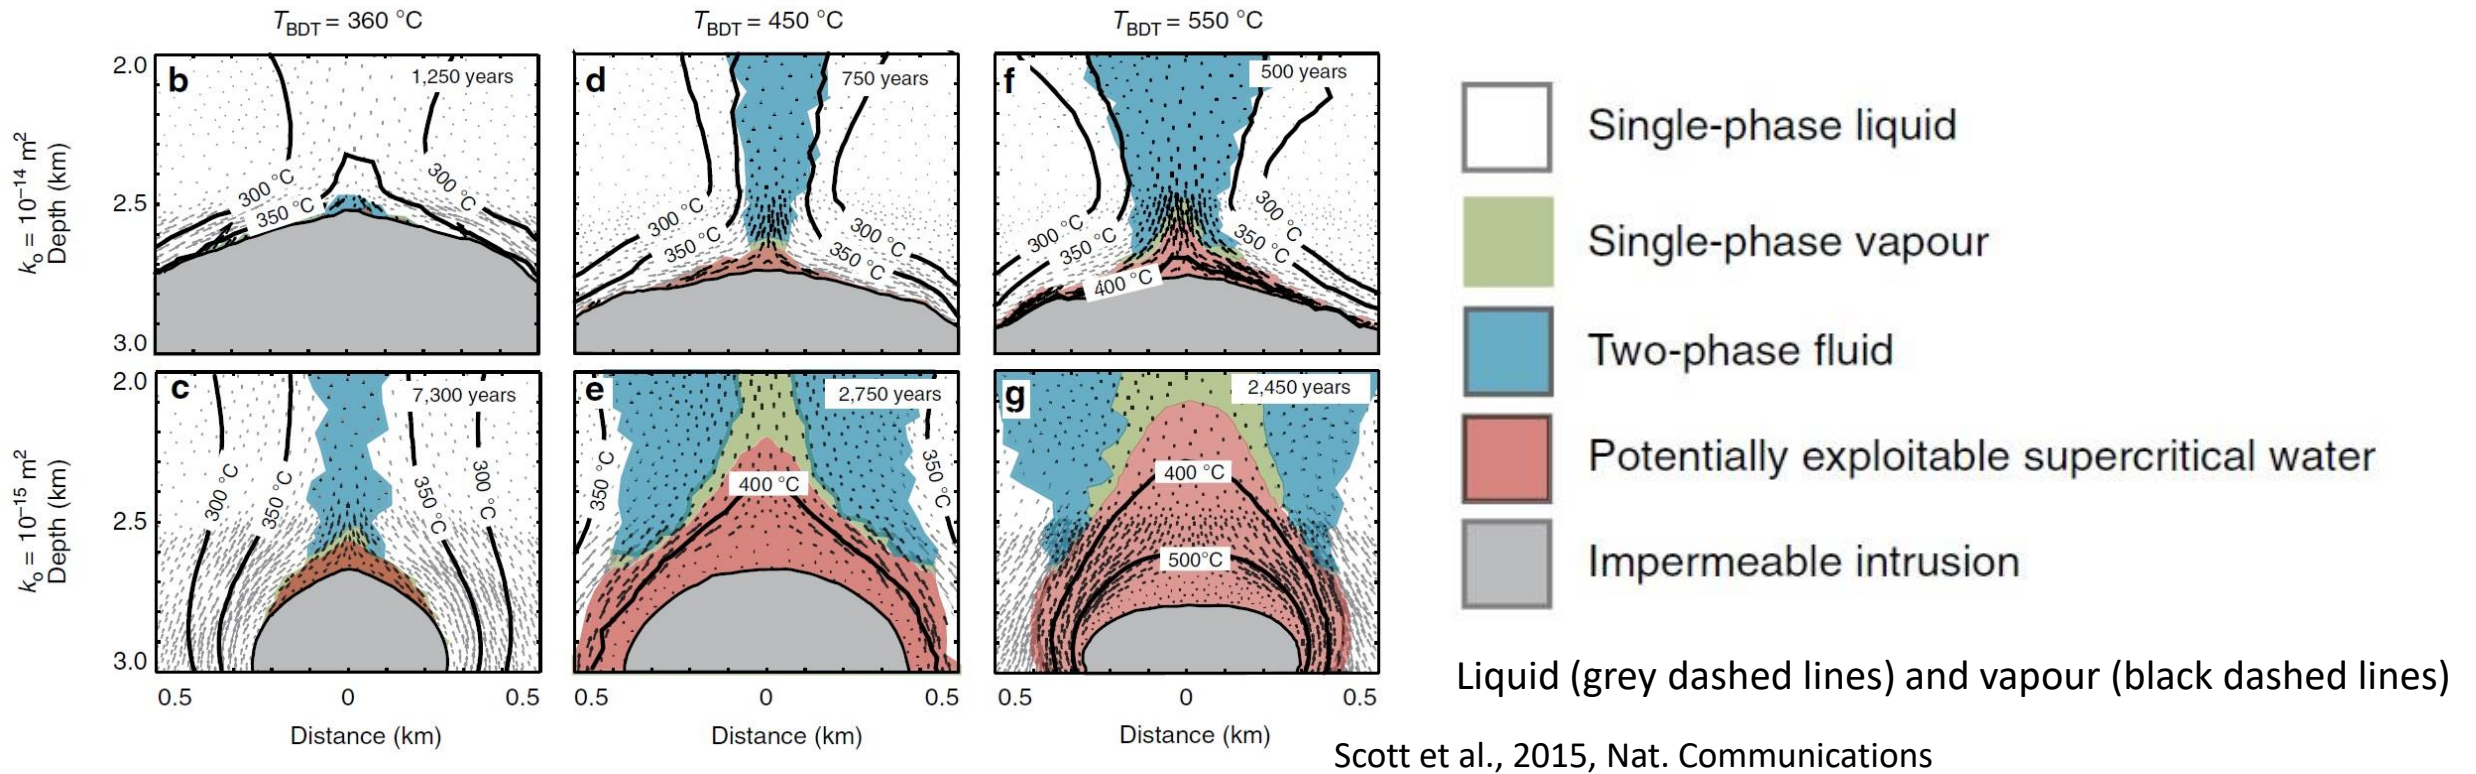 T_BDT = 360 °C
T_BDT = 450 °C
T_BDT = 550 °C
k_o = 10⁻¹⁴ m²
Depth (km)
2.0
2.5
3.0
b
1,250 years
300 °C
350 °C
300 °C
d
750 years
300 °C
350 °C
300 °C
350 °C
f
500 years
300 °C
350 °C
400 °C
300 °C
350 °C
k_o = 10⁻¹⁵ m²
Depth (km)
2.0
2.5
3.0
c
7,300 years
300 °C
350 °C
350 °C
300 °C
e
2,750 years
350 °C
400 °C
350 °C
g
2,450 years
400 °C
500°C
0.5
0
0.5
Distance (km)
0.5
0
0.5
Distance (km)
0.5
0
0.5
Distance (km)
Single-phase liquid
Single-phase vapour
Two-phase fluid
Potentially exploitable supercritical water
Impermeable intrusion
Liquid (grey dashed lines) and vapour (black dashed lines)
Scott et al., 2015, Nat. Communications